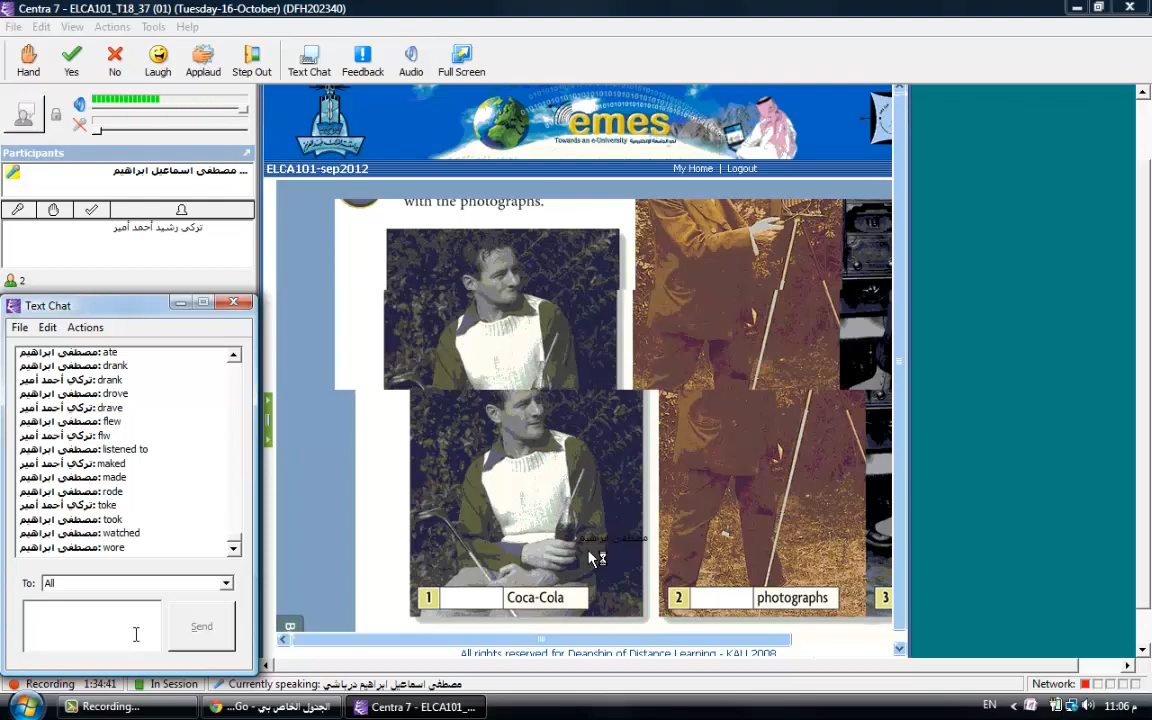 Centra 7 - ELCA101_T18_37 (01) (Tuesday-16-October) (DFH202340)
File Edit View Actions Tools Help
Hand Yes No Laugh Applaud Step Out Text Chat Feedback Audio Full Screen
Participants
مصطفى اسماعيل ابراهيم ...
تركى رشيد أحمد أمير
2
Text Chat
File Edit Actions
مصطفى ابراهيم: ate
مصطفى ابراهيم: drank
تركي أحمد أمير: drank
مصطفى ابراهيم: drove
تركي أحمد أمير: drave
مصطفى ابراهيم: flew
تركي أحمد أمير: flw
مصطفى ابراهيم: listened to
تركي أحمد أمير: maked
مصطفى ابراهيم: made
مصطفى ابراهيم: rode
تركي أحمد أمير: toke
مصطفى ابراهيم: took
مصطفى ابراهيم: watched
مصطفى ابراهيم: wore
To: All
Send
emes
Towards an e-University
ELCA101-sep2012
My Home | Logout
with the photographs.
مصطفى ابراهيم
1 Coca-Cola
2 photographs
3
All rights reserved for Deanship of Distance Learning - KAU 2008
Recording 1:34:41 In Session Currently speaking: مصطفى اسماعيل ابراهيم درباشي Network:
Recording... الجدول الخاص بي - Go... Centra 7 - ELCA101_... EN 11:06 م